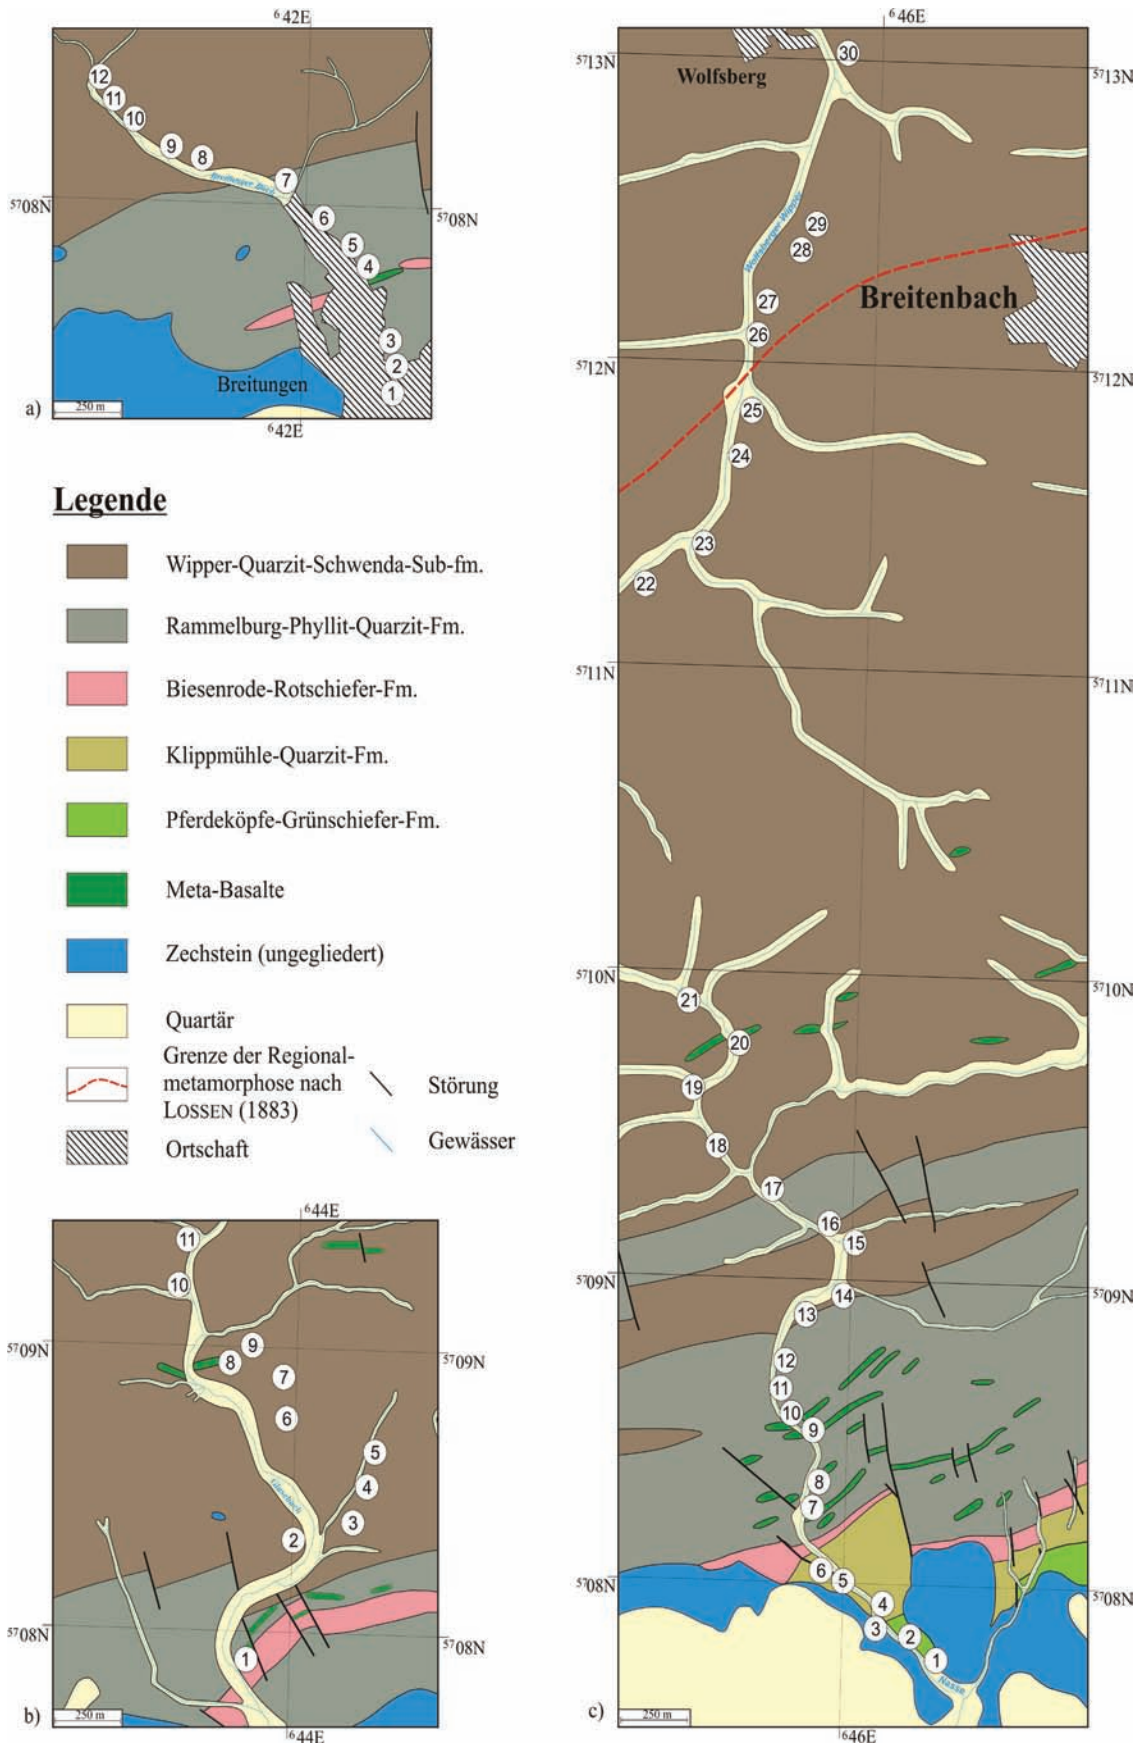 ⁶42E
12
11
10
9
8
7
6
5
4
3
2
1
⁵⁷08N
⁵⁷08N
Breitunger Bach
Breitungen
250 m
a)
⁶42E
Legende
Wipper-Quarzit-Schwenda-Sub-fm.
Rammelburg-Phyllit-Quarzit-Fm.
Biesenrode-Rotschiefer-Fm.
Klippmühle-Quarzit-Fm.
Pferdeköpfe-Grünschiefer-Fm.
Meta-Basalte
Zechstein (ungegliedert)
Quartär
Grenze der Regional-
metamorphose nach
LOSSEN (1883)
Störung
Ortschaft
Gewässer
⁶44E
11
10
9
8
7
6
5
4
3
2
1
⁵⁷09N
⁵⁷09N
Glasebach
⁵⁷08N
⁵⁷08N
250 m
b)
⁶44E
⁶46E
⁵⁷13N
⁵⁷13N
Wolfsberg
30
Wolfsberger Wipper
29
28
Breitenbach
27
26
⁵⁷12N
⁵⁷12N
25
24
23
22
⁵⁷11N
⁵⁷11N
⁵⁷10N
⁵⁷10N
21
20
19
18
17
16
15
⁵⁷09N
⁵⁷09N
14
13
12
11
10
9
8
7
6
5
⁵⁷08N
⁵⁷08N
4
3
2
1
Nasse
250 m
c)
⁶46E